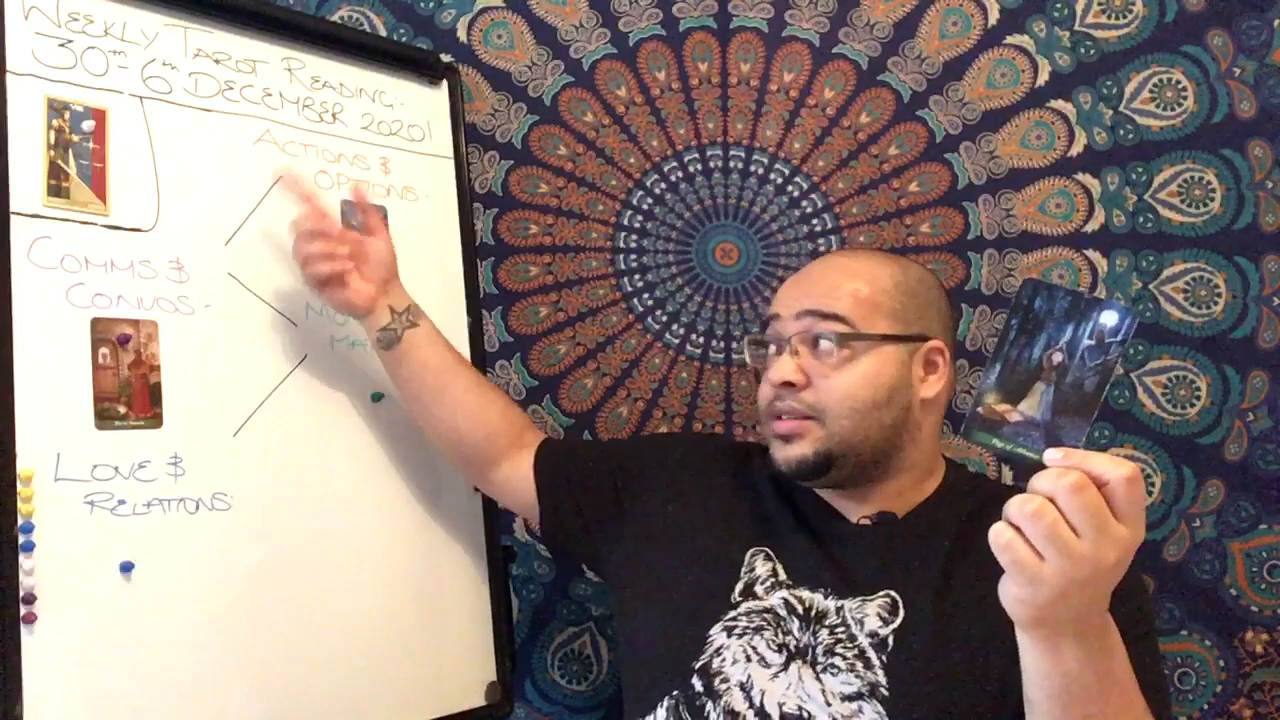 WEEKLY TAROT READING:
30TH - 6TH DECEMBER 2020!
ACTIONS &
OPTIONS -
COMMS &
CONVOS -
LOVE &
RELATIONS: